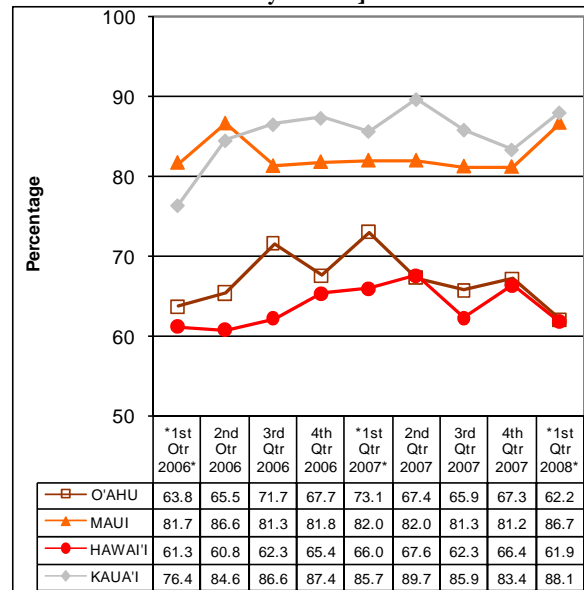 100
90
80
70
60
50
Percentage
*1st Otr 2006* 2nd Otr 2006 3rd Qtr 2006 4th Qtr 2006 *1st Qtr 2007* 2nd Qtr 2007 3rd Qtr 2007 4th Qtr 2007 *1st Qtr 2008*
O'AHU 63.8 65.5 71.7 67.7 73.1 67.4 65.9 67.3 62.2
MAUI 81.7 86.6 81.3 81.8 82.0 82.0 81.3 81.2 86.7
HAWAI'I 61.3 60.8 62.3 65.4 66.0 67.6 62.3 66.4 61.9
KAUA'I 76.4 84.6 86.6 87.4 85.7 89.7 85.9 83.4 88.1